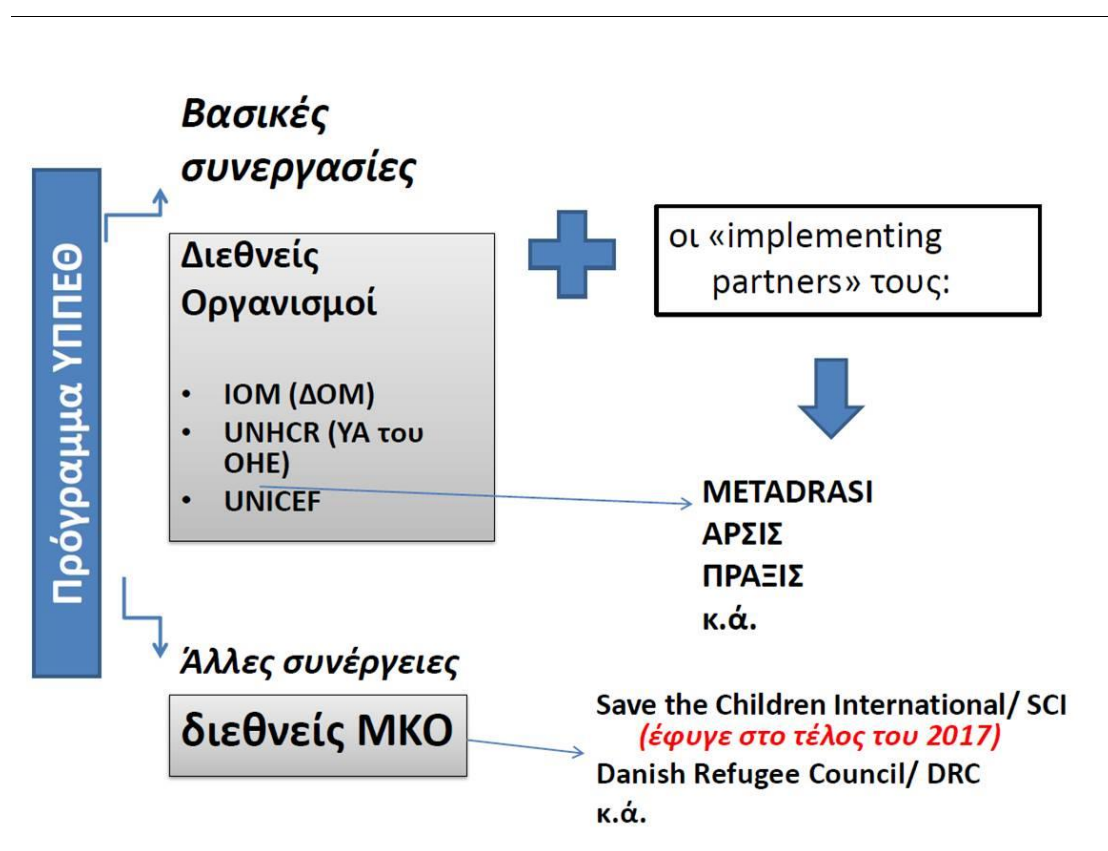 Πρόγραμμα ΥΠΠΕΘ
Βασικές
συνεργασίες
Διεθνείς
Οργανισμοί
• IOM (ΔΟΜ)
• UNHCR (ΥΑ του
ΟΗΕ)
• UNICEF
οι «implementing
partners» τους:
METADRASI
ΑΡΣΙΣ
ΠΡΑΞΙΣ
κ.ά.
Άλλες συνέργειες
διεθνείς ΜΚΟ
Save the Children International/ SCI
(έφυγε στο τέλος του 2017)
Danish Refugee Council/ DRC
κ.ά.